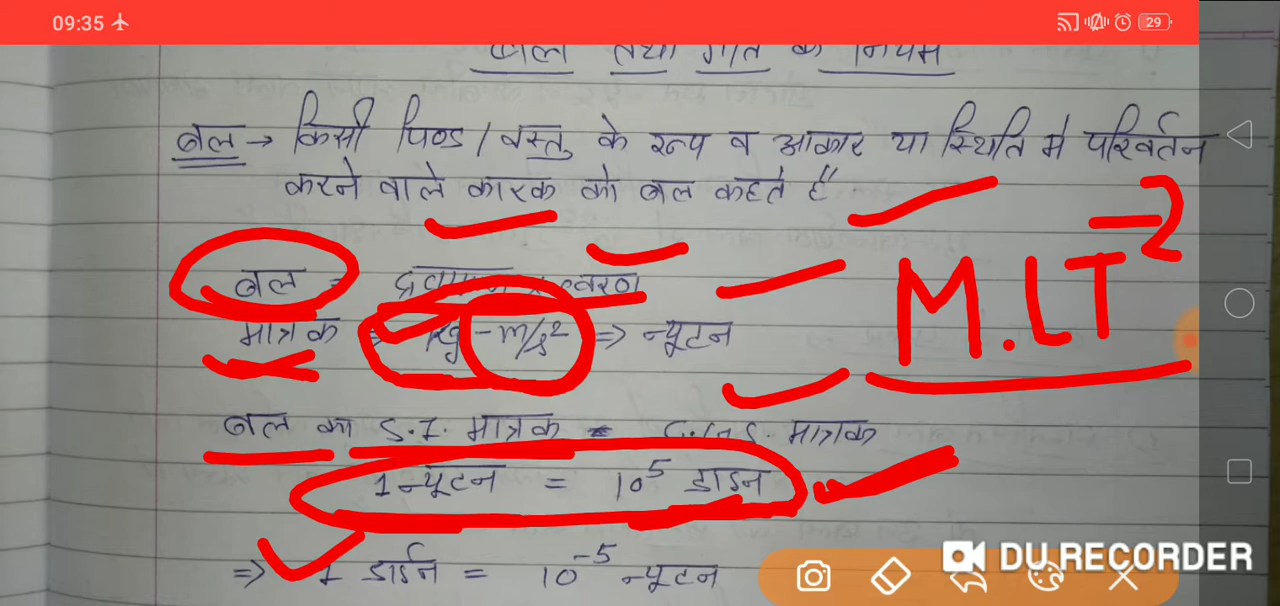 09:35
29
बल तथा गति के नियम
बल → किसी पिण्ड / वस्तु के रूप व आकार या स्थिति मे परिवर्तन
करने वाले कारक को बल कहते हैं
बल = द्रव्यमान × त्वरण
M.LT-2
मात्रक = Kg-m/s² ⇒ न्यूटन
बल का S.I. मात्रक = C.G.S. मात्रक
1 न्यूटन = 10⁵ डाइन
⇒ 1 डाईन = 10⁻⁵ न्यूटन
DU RECORDER